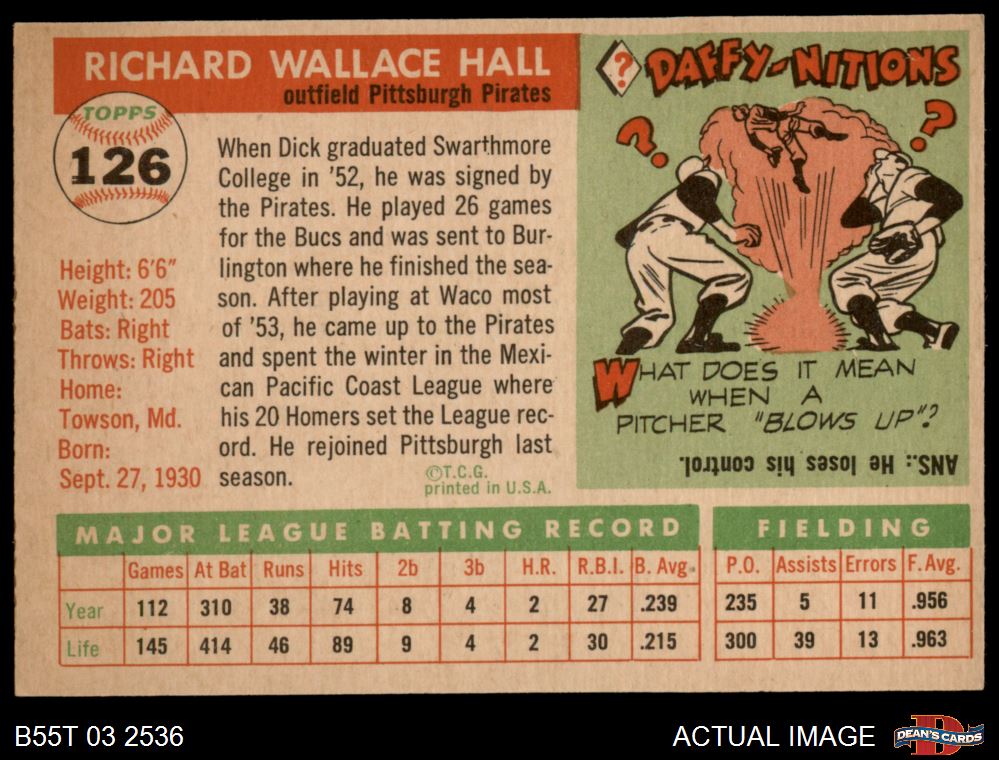 RICHARD WALLACE HALL
outfield Pittsburgh Pirates
TOPPS
126
Height: 6'6"
Weight: 205
Bats: Right
Throws: Right
Home:
Towson, Md.
Born:
Sept. 27, 1930
When Dick graduated Swarthmore
College in '52, he was signed by
the Pirates. He played 26 games
for the Bucs and was sent to Bur-
lington where he finished the sea-
son. After playing at Waco most
of '53, he came up to the Pirates
and spent the winter in the Mexi-
can Pacific Coast League where
his 20 Homers set the League rec-
ord. He rejoined Pittsburgh last
season.
©T.C.G.
printed in U.S.A.
? DAFFY-NITIONS
? ?
WHAT DOES IT MEAN
WHEN A
PITCHER "BLOWS UP"?
ANS.: He loses his control.
MAJOR LEAGUE BATTING RECORD FIELDING
Games At Bat Runs Hits 2b 3b H.R. R.B.I. B. Avg. P.O. Assists Errors F. Avg.
Year 112 310 38 74 8 4 2 27 .239 235 5 11 .956
Life 145 414 46 89 9 4 2 30 .215 300 39 13 .963
B55T 03 2536
ACTUAL IMAGE
D
DEAN'S CARDS